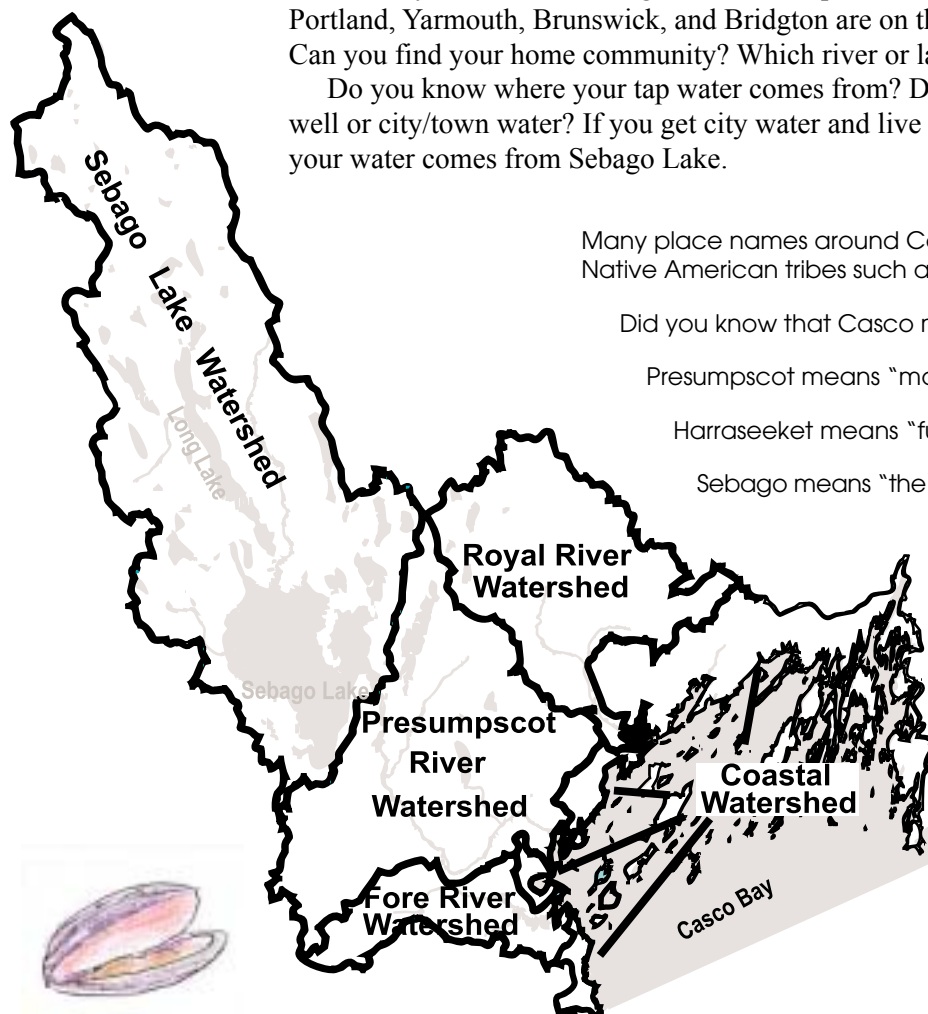 Portland, Yarmouth, Brunswick, and Bridgton are on th
Can you find your home community? Which river or la
Do you know where your tap water comes from? D
well or city/town water? If you get city water and live
your water comes from Sebago Lake.
Many place names around Ca
Native American tribes such a
Did you know that Casco
Presumpscot means “ma
Harraseeket means “fu
Sebago means “the
Sebago
Lake
Watershed
Long Lake
Royal River
Watershed
Sebago Lake
Presumpscot
River
Watershed
Coastal
Watershed
Fore River
Watershed
Casco Bay